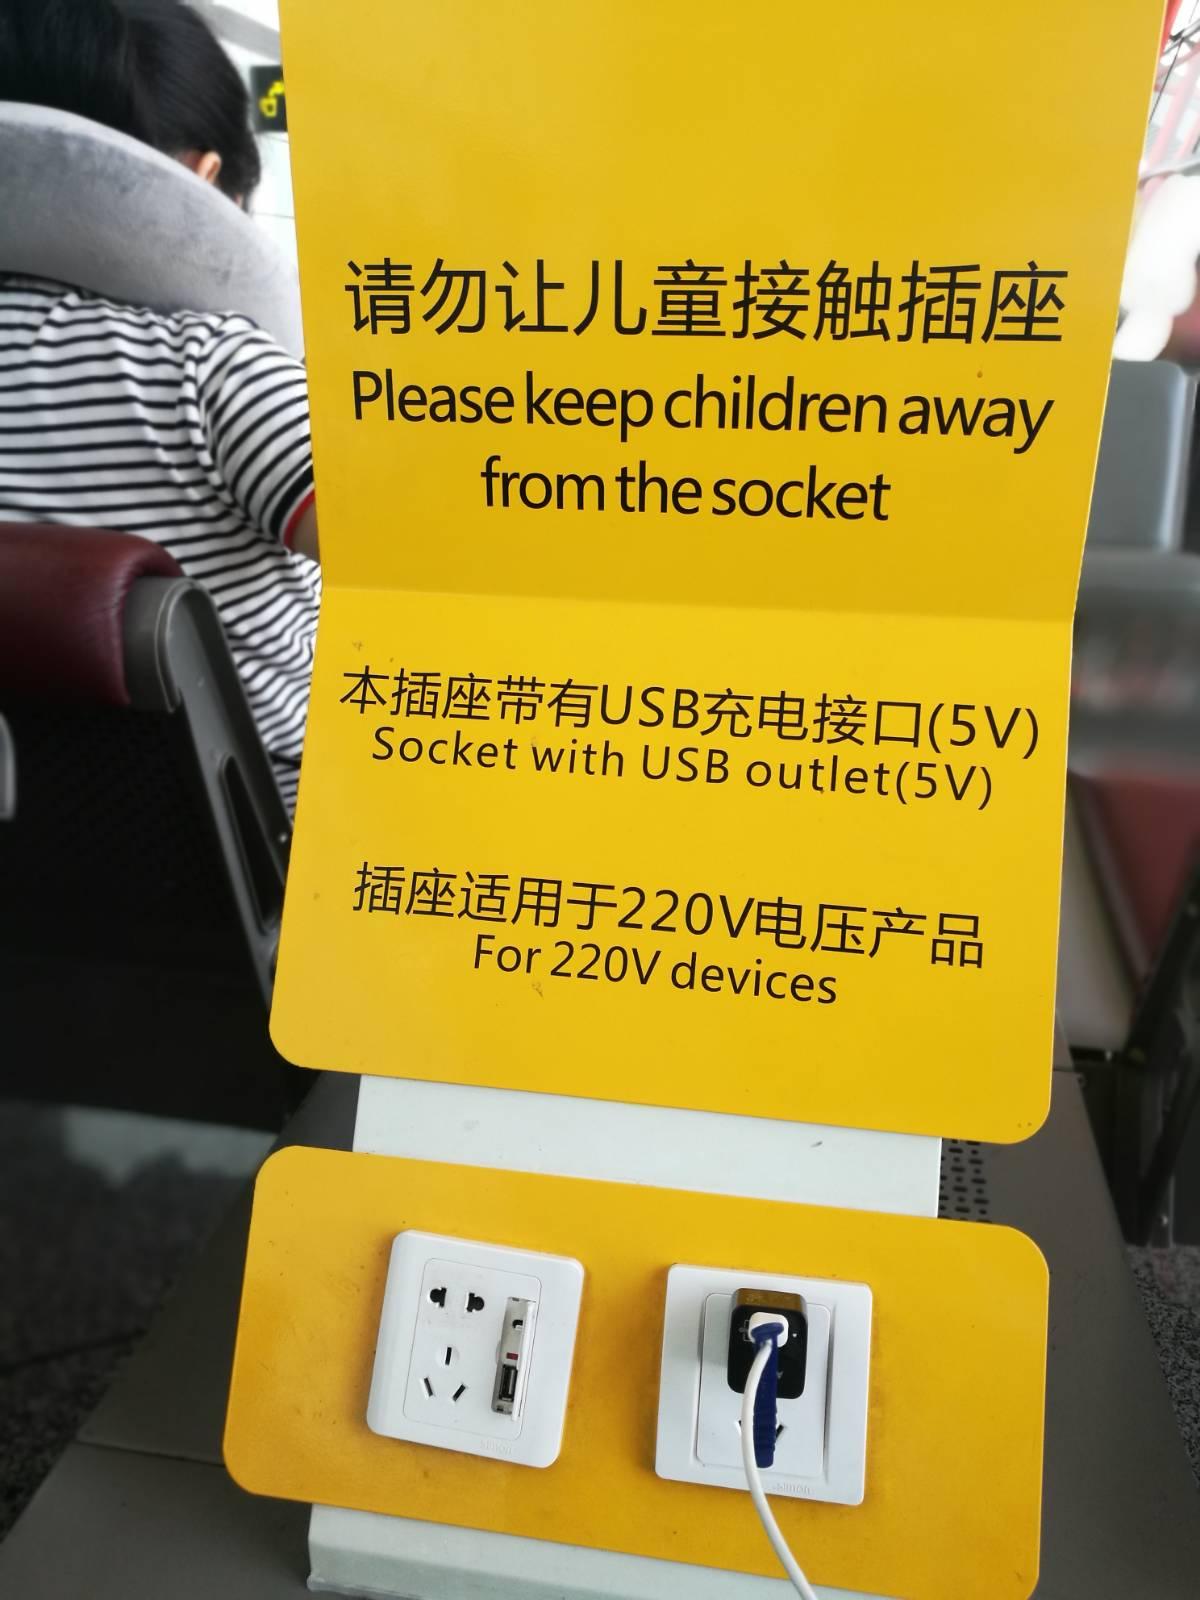 请勿让儿童接触插座
Please keep children away
from the socket
本插座带有USB充电接口(5V)
Socket with USB outlet(5V)
插座适用于220V电压产品
For 220V devices